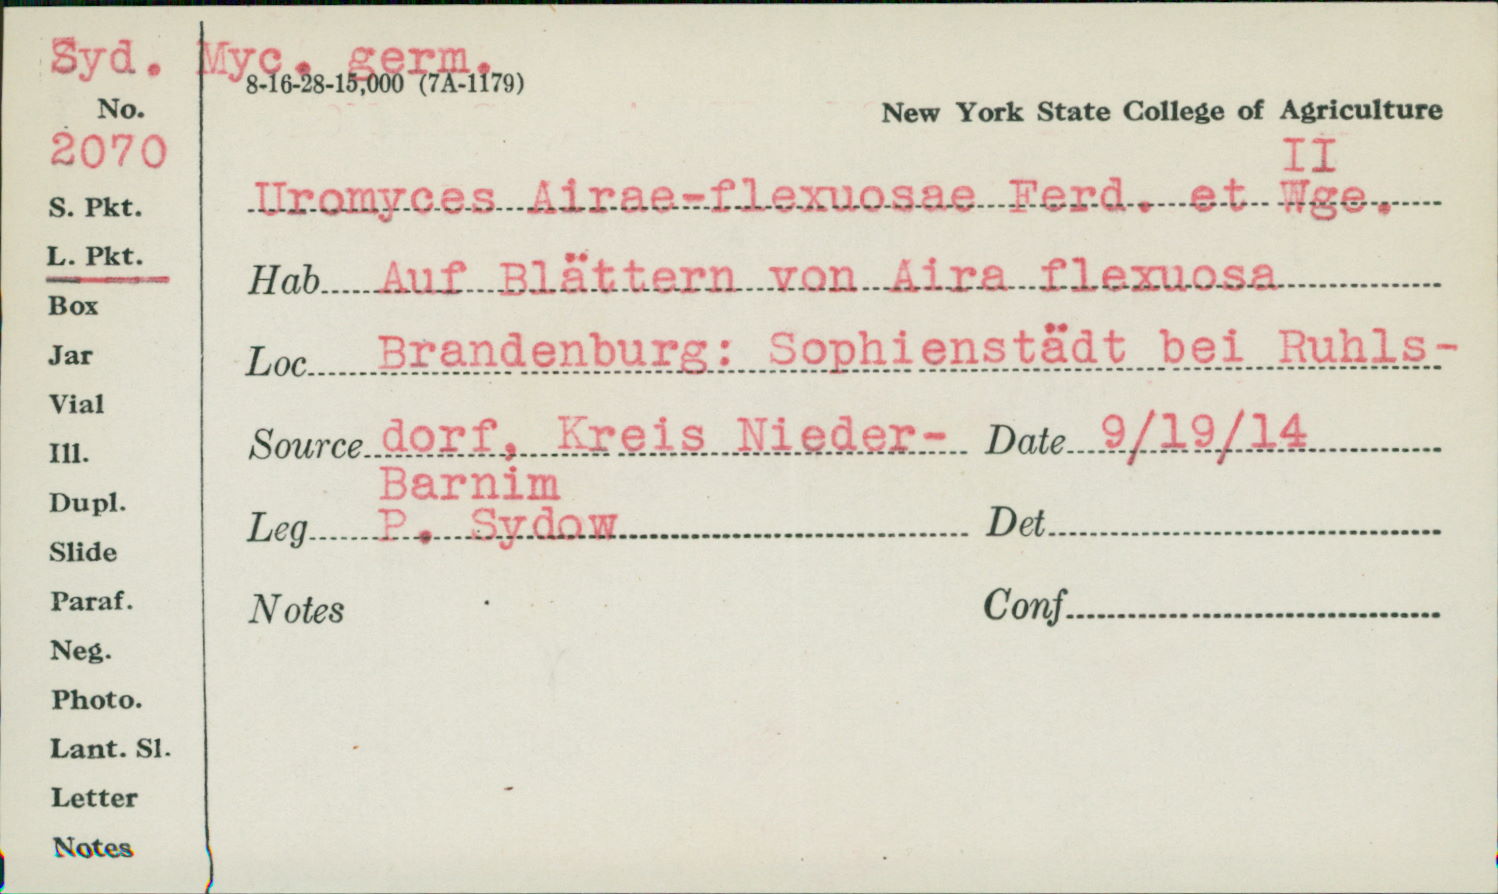 Syd. Myc. germ.
8-16-28-15,000 (7A-1179)
No.
New York State College of Agriculture
2070
II
S. Pkt.
Uromyces Airae-flexuosae Ferd. et Wge.
L. Pkt.
Hab Auf Blättern von Aira flexuosa
Box
Jar
Loc Brandenburg: Sophienstädt bei Ruhls-
Vial
Source dorf, Kreis Nieder- Date 9/19/14
Ill.
Barnim
Dupl.
Leg P. Sydow Det
Slide
Paraf.
Notes Conf
Neg.
Photo.
Lant. Sl.
Letter
Notes